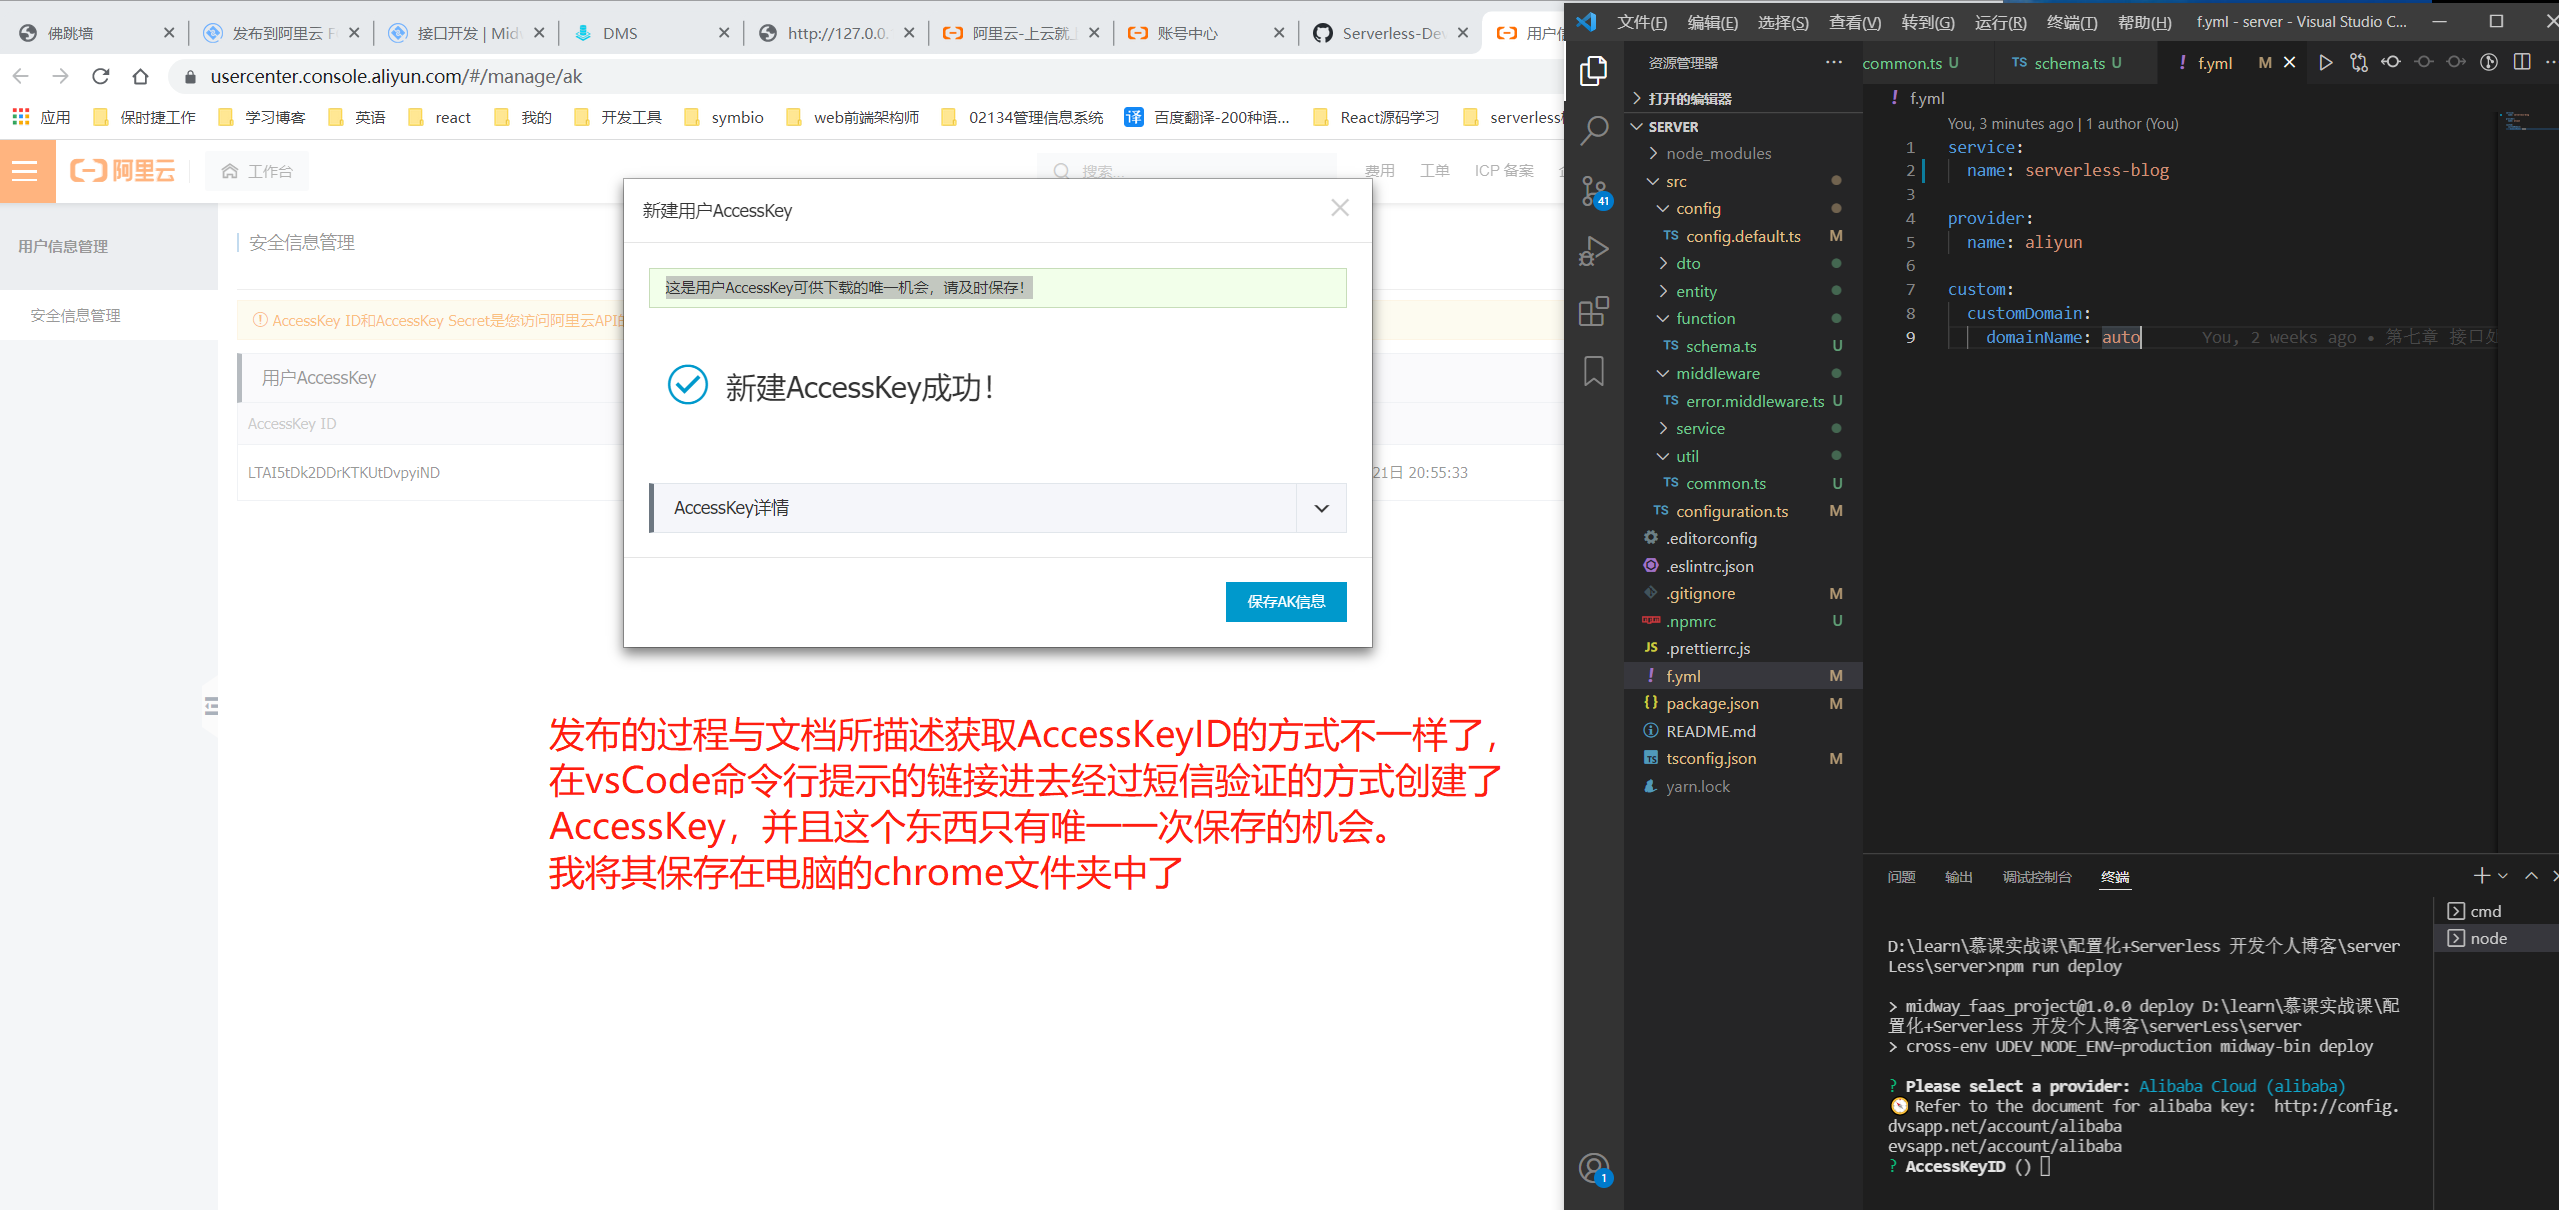 佛跳墙
发布到阿里云 F
接口开发 | Mid
DMS
http://127.0.0.
阿里云-上云就
账号中心
Serverless-De
用户信
usercenter.console.aliyun.com/#/manage/ak
应用
保时捷工作
学习博客
英语
react
我的
开发工具
symbio
web前端架构师
02134管理信息系统
百度翻译-200种语...
React源码学习
serverless
阿里云
工作台
搜索...
费用
工单
ICP 备案
用户信息管理
安全信息管理
安全信息管理
AccessKey ID和AccessKey Secret是您访问阿里云API的
用户AccessKey
AccessKey ID
LTAI5tDk2DDrKTKUtDvpyiND
21日 20:55:33
新建用户AccessKey
这是用户AccessKey可供下载的唯一机会，请及时保存！
新建AccessKey成功！
AccessKey详情
保存AK信息
发布的过程与文档所描述获取AccessKeyID的方式不一样了，
在vsCode命令行提示的链接进去经过短信验证的方式创建了
AccessKey，并且这个东西只有唯一一次保存的机会。
我将其保存在电脑的chrome文件夹中了
文件(F) 编辑(E) 选择(S) 查看(V) 转到(G) 运行(R) 终端(T) 帮助(H) f.yml - server - Visual Studio C...
资源管理器
common.ts U
TS schema.ts U
! f.yml M
打开的编辑器
! f.yml
SERVER
node_modules
src
config
TS config.default.ts M
dto
entity
function
TS schema.ts U
middleware
TS error.middleware.ts U
service
util
TS common.ts U
TS configuration.ts M
.editorconfig
.eslintrc.json
.gitignore M
.npmrc U
JS .prettierrc.js
! f.yml M
{} package.json M
README.md
tsconfig.json M
yarn.lock
41
1
You, 3 minutes ago | 1 author (You)
1 service:
2 name: serverless-blog
3
4 provider:
5 name: aliyun
6
7 custom:
8 customDomain:
9 domainName: auto You, 2 weeks ago • 第七章 接口处
问题 输出 调试控制台 终端
cmd
node
D:\learn\慕课实战课\配置化+Serverless 开发个人博客\server
Less\server>npm run deploy
> midway_faas_project@1.0.0 deploy D:\learn\慕课实战课\配
置化+Serverless 开发个人博客\serverLess\server
> cross-env UDEV_NODE_ENV=production midway-bin deploy
? Please select a provider: Alibaba Cloud (alibaba)
Refer to the document for alibaba key: http://config.
dvsapp.net/account/alibaba
evsapp.net/account/alibaba
? AccessKeyID ()